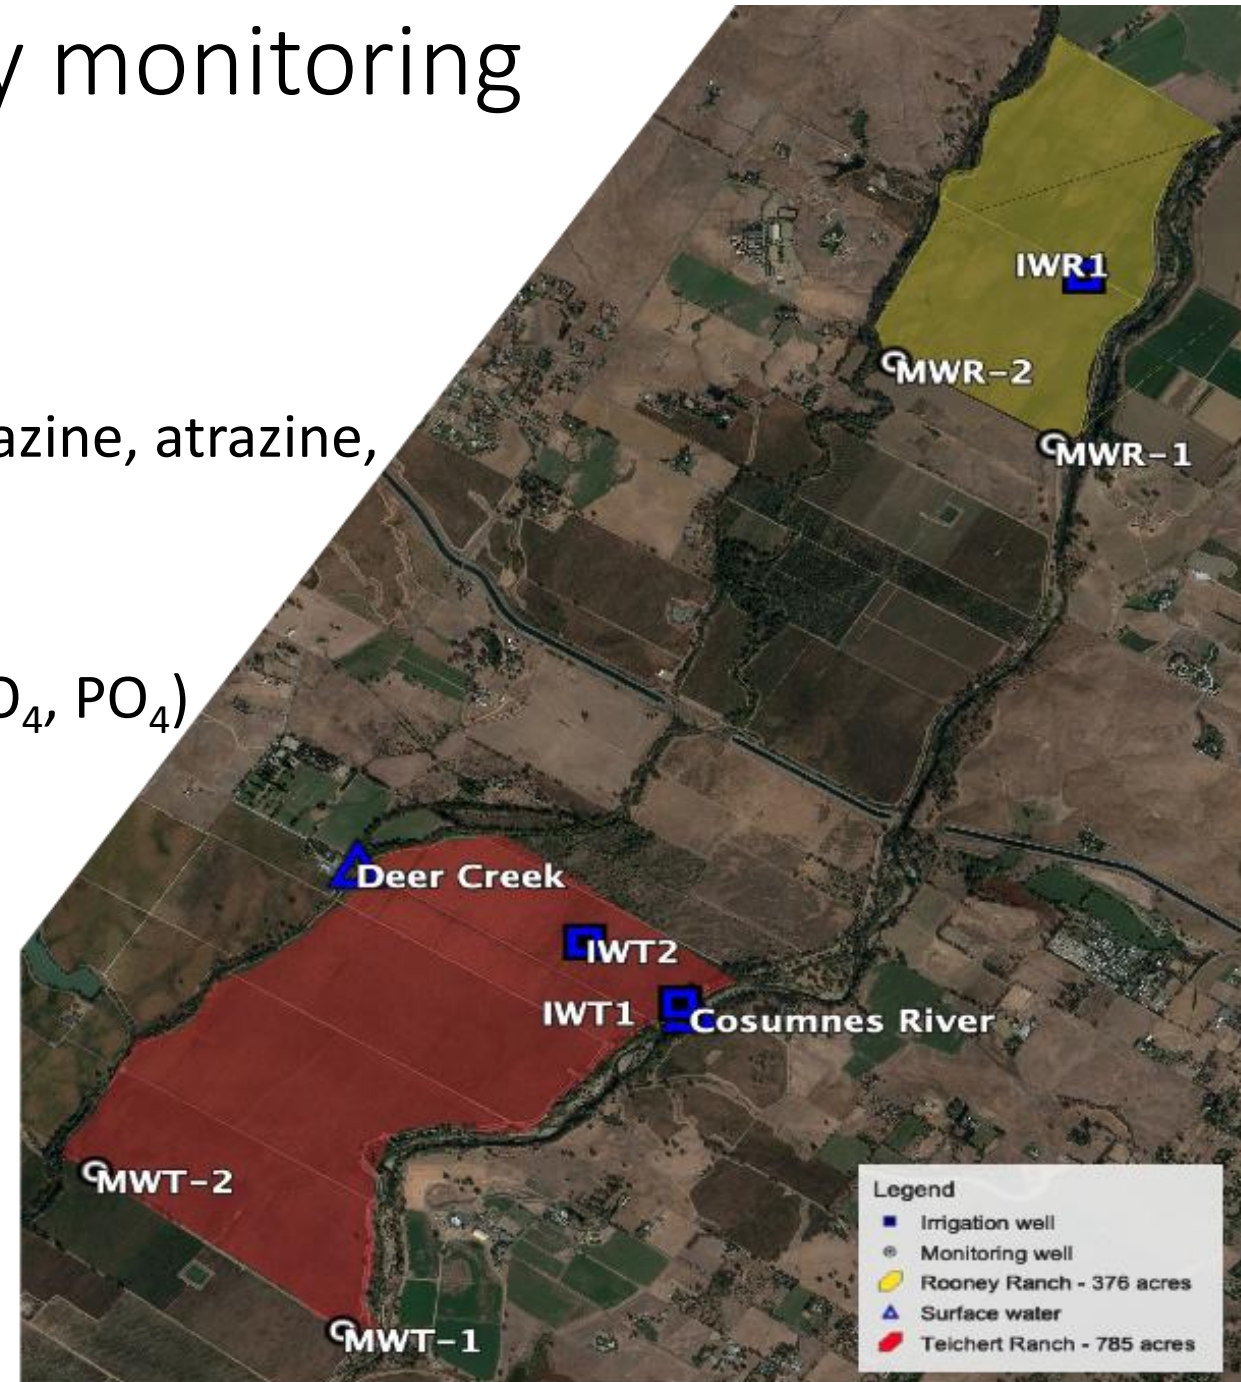 y monitoring
azine, atrazine,
O₄, PO₄)
IWR1
MWR-2
MWR-1
Deer Creek
IWT2
IWT1
Cosumnes River
MWT-2
MWT-1
Legend
Irrigation well
Monitoring well
Rooney Ranch - 376 acres
Surface water
Teichert Ranch - 785 acres